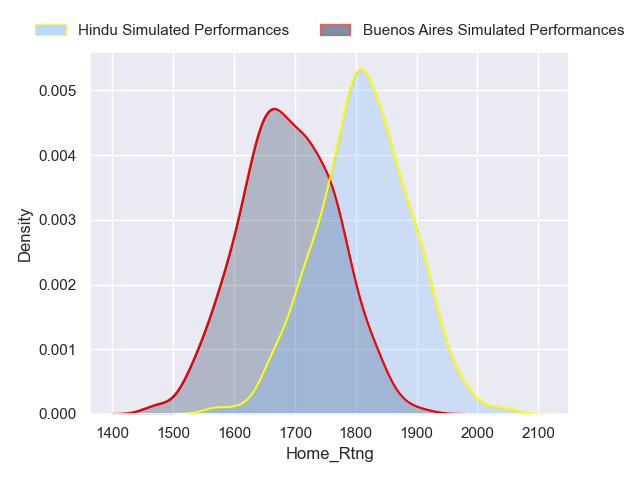 Hindu Simulated Performances
Buenos Aires Simulated Performances
0.005
0.004
0.003
0.002
0.001
0.000
Density
1400 1500 1600 1700 1800 1900 2000 2100
Home_Rtng